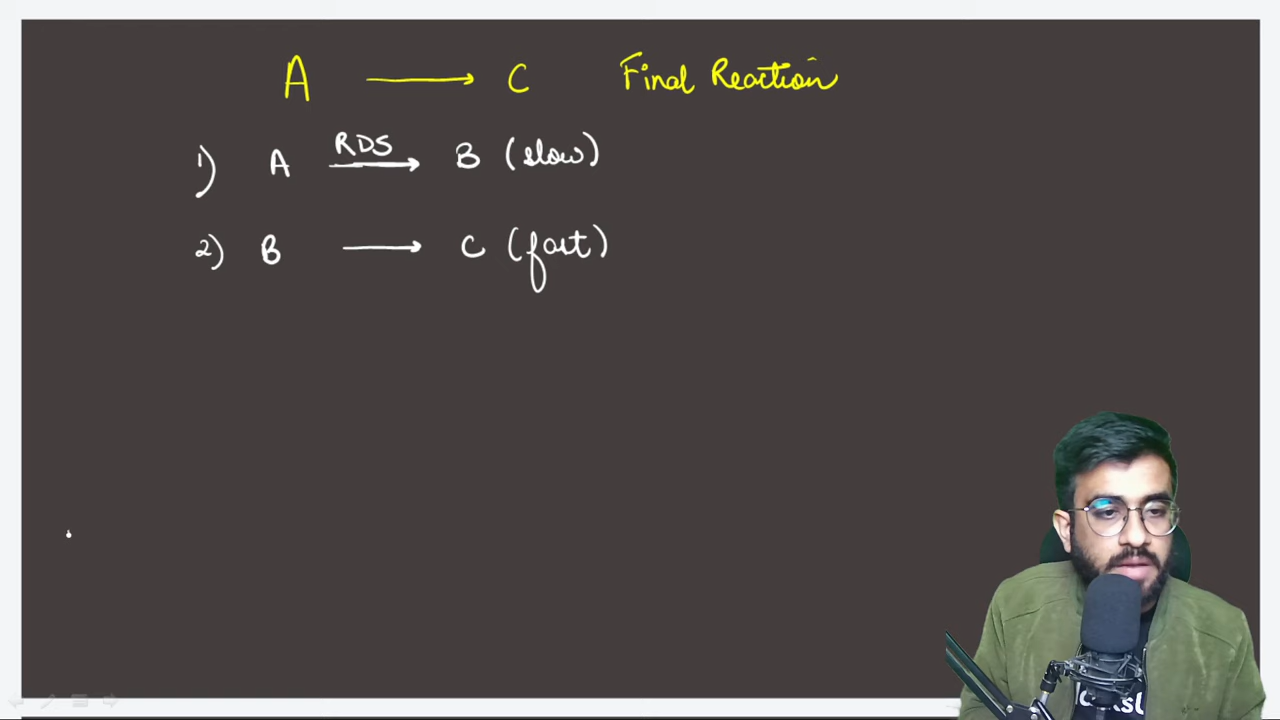 A → C Final Reaction
1) A RDS → B (slow)
2) B → C (fast)